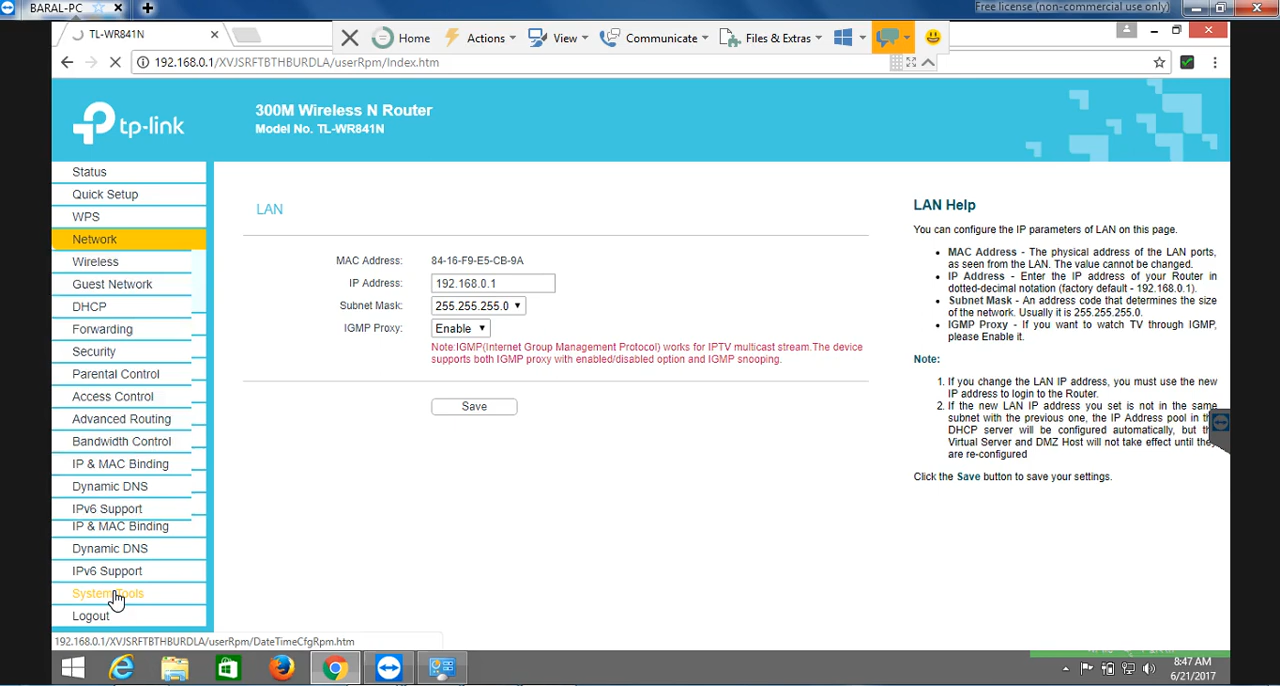 BARAL-PC
Free license (non-commercial use only)
TL-WR841N
Home
Actions
View
Communicate
Files & Extras
192.168.0.1/XVJSRFTBTHBURDLA/userRpm/Index.htm
tp-link
300M Wireless N Router
Model No. TL-WR841N
Status
Quick Setup
WPS
Network
Wireless
Guest Network
DHCP
Forwarding
Security
Parental Control
Access Control
Advanced Routing
Bandwidth Control
IP & MAC Binding
Dynamic DNS
IPv6 Support
IP & MAC Binding
Dynamic DNS
IPv6 Support
System Tools
Logout
LAN
MAC Address: 84-16-F9-E5-CB-9A
IP Address: 192.168.0.1
Subnet Mask: 255.255.255.0
IGMP Proxy: Enable
Note:IGMP(Internet Group Management Protocol) works for IPTV multicast stream.The device
supports both IGMP proxy with enabled/disabled option and IGMP snooping.
Save
LAN Help
You can configure the IP parameters of LAN on this page.
• MAC Address - The physical address of the LAN ports,
as seen from the LAN. The value cannot be changed.
• IP Address - Enter the IP address of your Router in
dotted-decimal notation (factory default - 192.168.0.1).
• Subnet Mask - An address code that determines the size
of the network. Usually it is 255.255.255.0.
• IGMP Proxy - If you want to watch TV through IGMP,
please Enable it.
Note:
1. If you change the LAN IP address, you must use the new
IP address to login to the Router.
2. If the new LAN IP address you set is not in the same
subnet with the previous one, the IP Address pool in
DHCP server will be configured automatically, but
Virtual Server and DMZ Host will not take effect until
are re-configured
Click the Save button to save your settings.
192.168.0.1/XVJSRFTBTHBURDLA/userRpm/DateTimeCfgRpm.htm
8:47 AM
6/21/2017